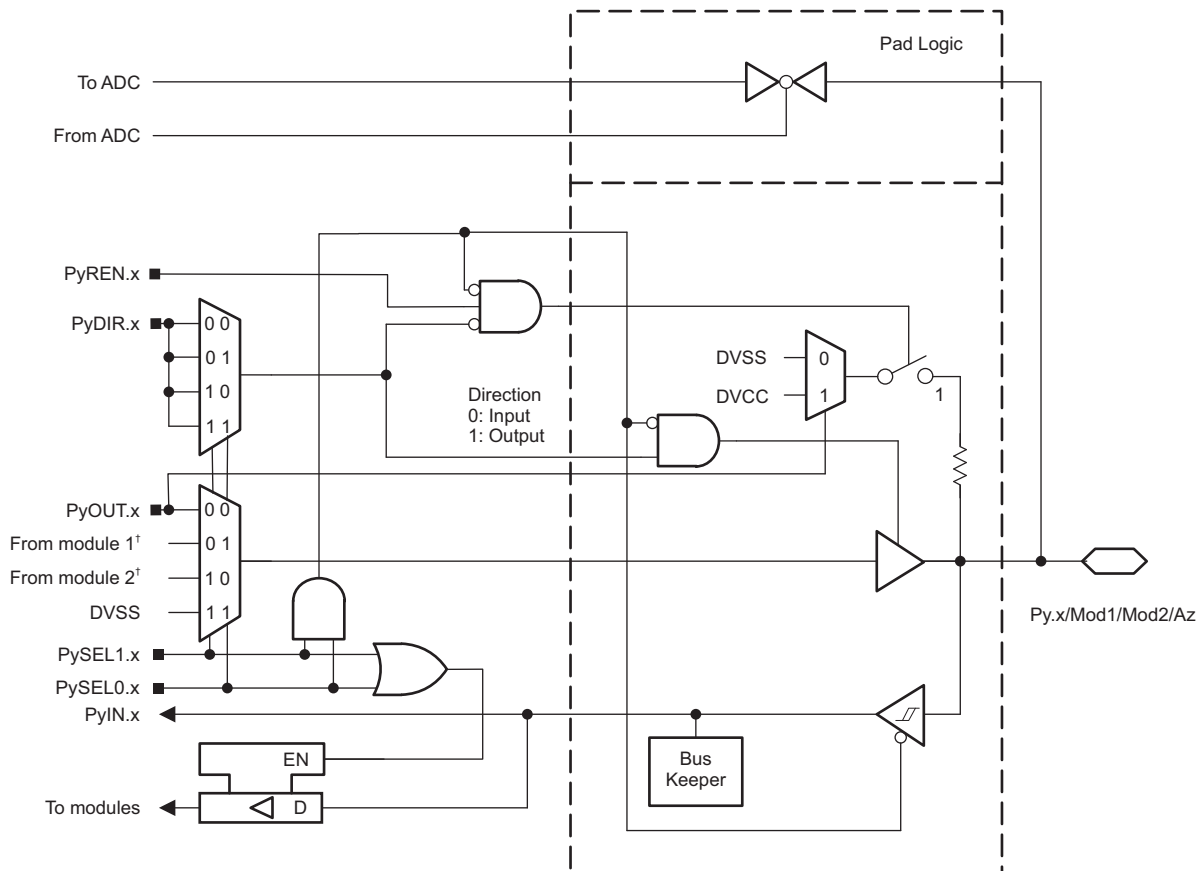 Pad Logic
To ADC
From ADC
PyREN.x
PyDIR.x
0 0
0 1
1 0
1 1
Direction
0: Input
1: Output
DVSS
DVCC
0
1
1
PyOUT.x
From module 1†
From module 2†
DVSS
0 0
0 1
1 0
1 1
Py.x/Mod1/Mod2/Az
PySEL1.x
PySEL0.x
PyIN.x
Bus
Keeper
EN
D
To modules